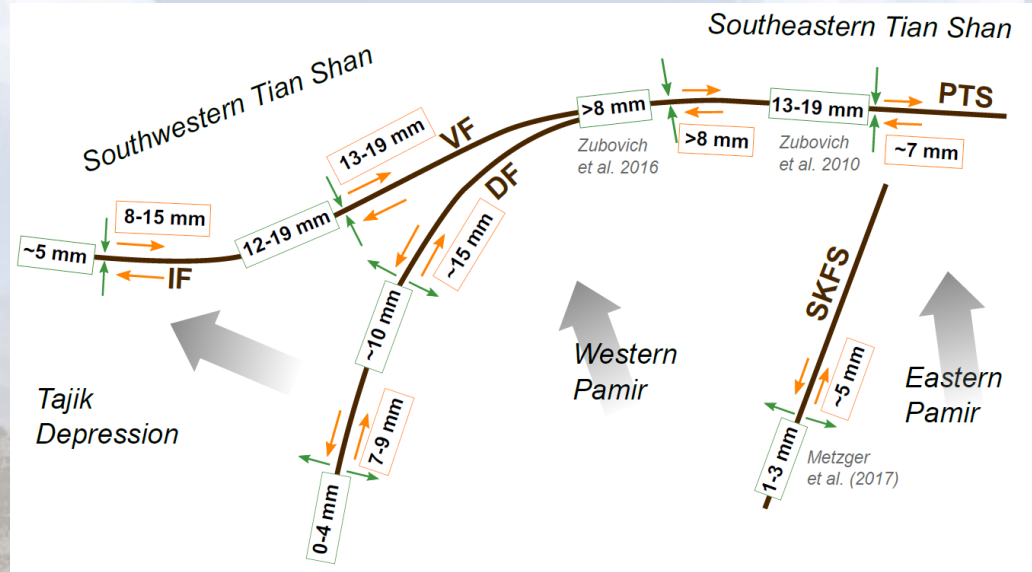 Southeastern Tian Shan
Southwestern Tian Shan
PTS
>8 mm
13-19 mm
>8 mm
~7 mm
Zubovich
et al. 2016
Zubovich
et al. 2010
13-19 mm
VF
DF
12-19 mm
8-15 mm
~5 mm
IF
~15 mm
~10 mm
SKFS
Western
Pamir
Eastern
Pamir
Tajik
Depression
7-9 mm
0-4 mm
~5 mm
1-3 mm
Metzger
et al. (2017)